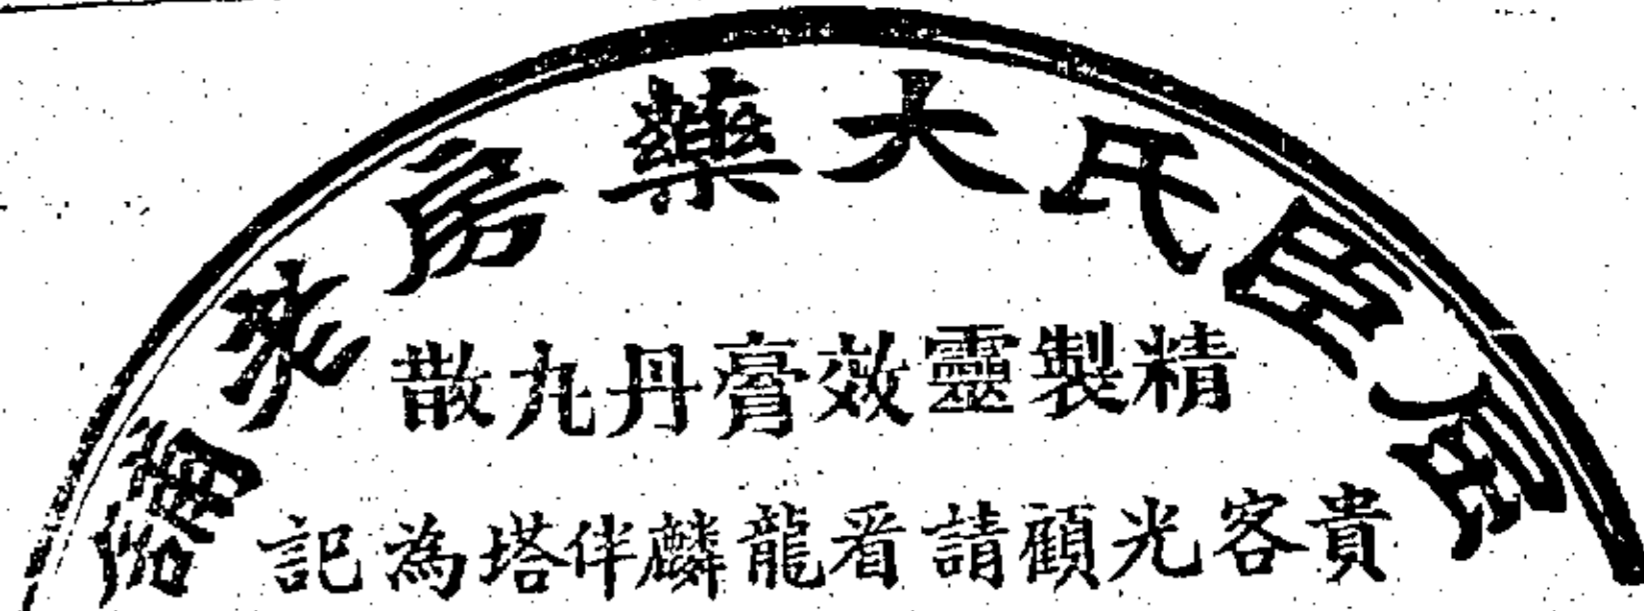 屈臣氏大藥房
精製靈效膏丹丸散
貴客光顧請看龍麟伴塔為記